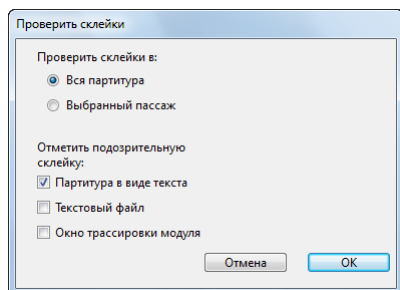 Проверить склейки
Проверить склейки в:
Вся партитура
Выбранный пассаж
Отметить подозрительную
склейку:
Партитура в виде текста
Текстовый файл
Окно трассировки модуля
Отмена
OK